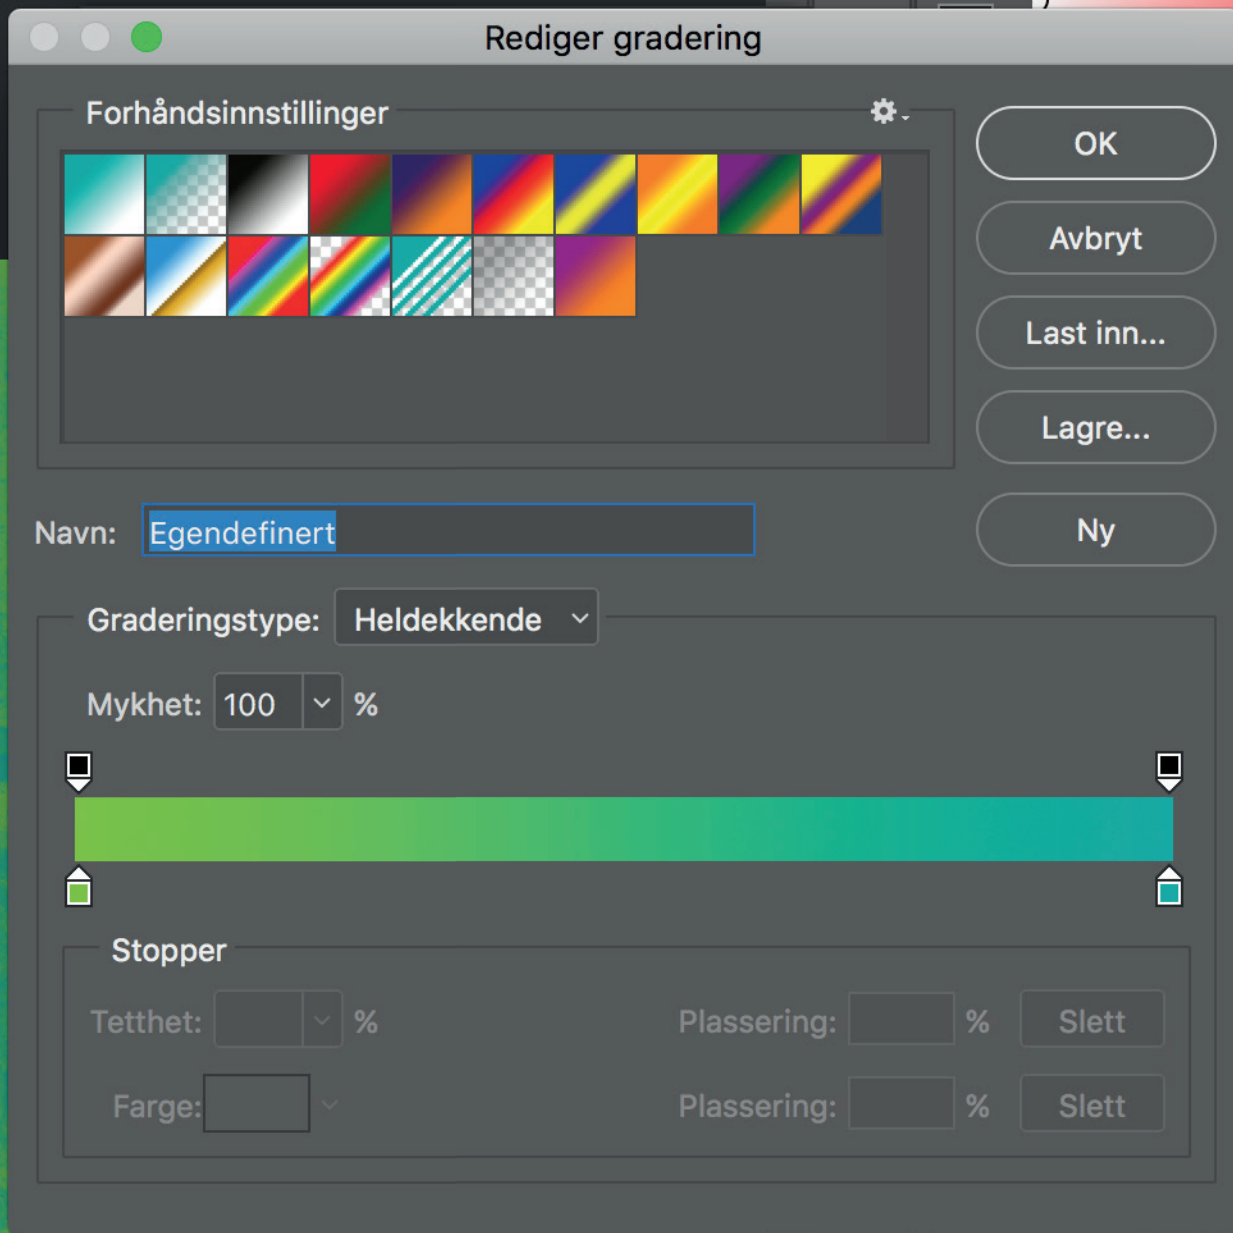 Rediger gradering
Forhåndsinnstillinger
OK
Avbryt
Last inn...
Lagre...
Navn: Egendefinert
Ny
Graderingstype: Heldekkende
Mykhet: 100 %
Stopper
Tetthet: % Plassering: % Slett
Farge: Plassering: % Slett